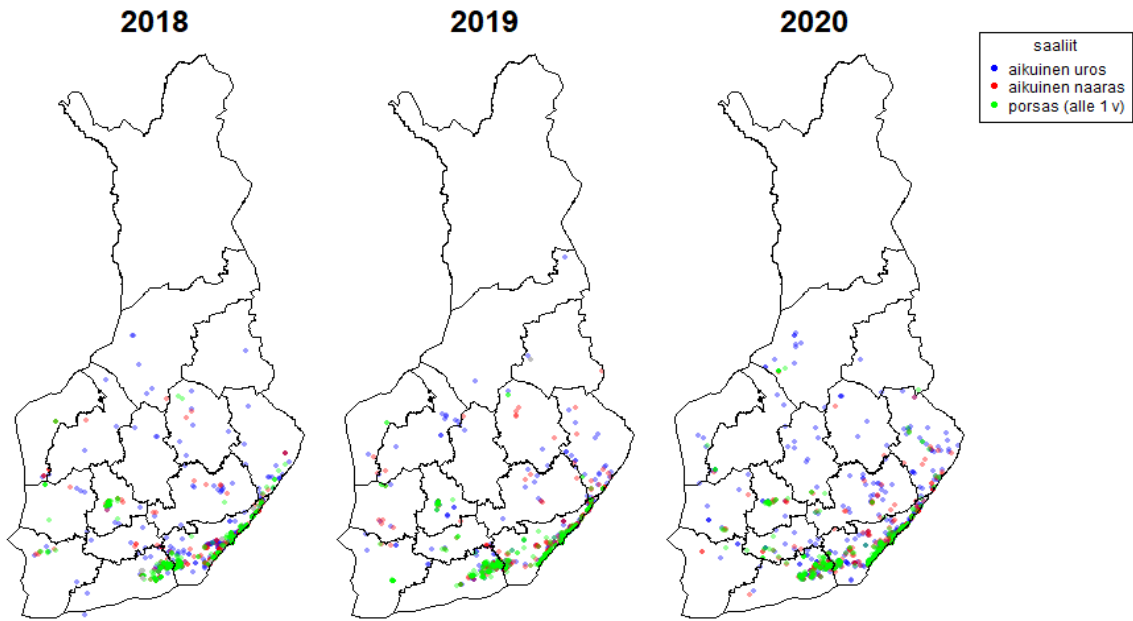 2018
2019
2020
saaliit
aikuinen uros
aikuinen naaras
porsas (alle 1 v)